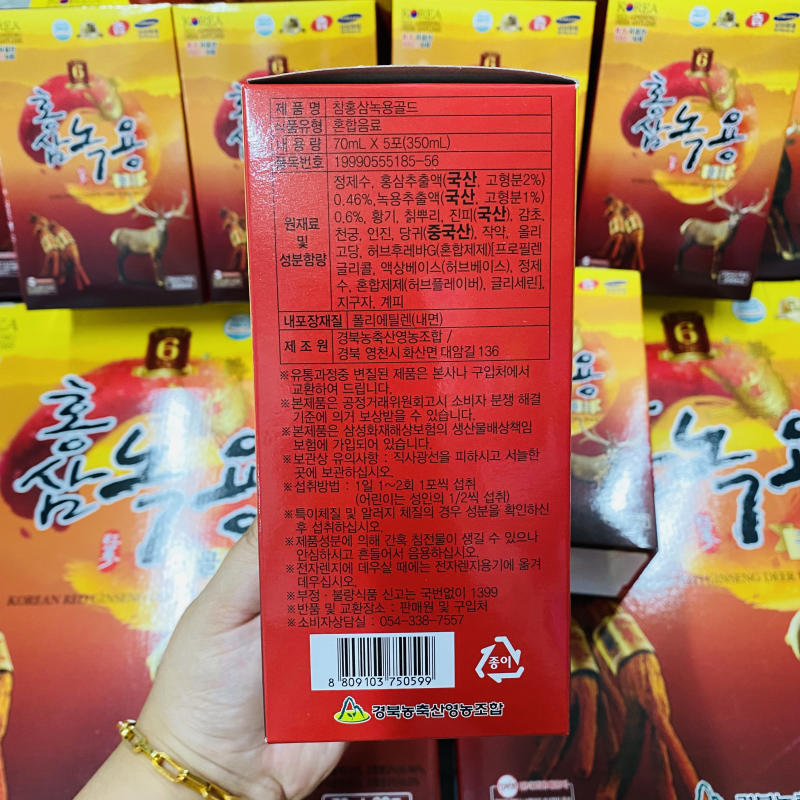 제 품 명 침홍삼녹용골드
식품유형 혼합음료
내 용 량 70mL X 5포(350mL)
품목번호 19990555185-56
원재료
및
성분함량
정제수, 홍삼추출액(국산, 고형분2%)
0.46%,녹용추출액(국산, 고형분1%)
0.6%, 황기, 칡뿌리, 진피(국산), 감초,
천궁, 인진, 당귀(중국산), 작약, 올리
고당, 허브후레바G(혼합제제)[프로필렌
글리콜, 액상베이스(허브베이스), 정제
수, 혼합제제(허브플레이버), 글리세린],
지구자, 계피
내포장재질 폴리에틸렌(내면)
제 조 원 경북농축산영농조합 /
경북 영천시 화산면 대암길 136
※유통과정중 변질된 제품은 본사나 구입처에서
교환하여 드립니다.
※본제품은 공정거래위원회고시 소비자 분쟁 해결
기준에 의거 보상받을 수 있습니다.
※본제품은 삼성화재해상보험의 생산물배상책임
보험에 가입되어 있습니다.
※보관상 유의사항 : 직사광선을 피하시고 서늘한
곳에 보관하십시오.
※섭취방법 : 1일 1~2회 1포씩 섭취
(어린이는 성인의 1/2씩 섭취)
※특이체질 및 알러지 체질의 경우 성분을 확인하신
후 섭취하십시오.
※제품성분에 의해 간혹 침전물이 생길 수 있으나
안심하시고 흔들어서 음용하십시오.
※전자렌지에 데우실 때에는 전자렌지용기에 옮겨
데우십시오.
※부정·불량식품 신고는 국번없이 1399
※반품 및 교환장소 : 판매원 및 구입처
※소비자상담실 : 054-338-7557
8 809103 750599
종이
경북농축산영농조합
KOREA
6
홍삼녹용
KOREA
6
홍삼녹용
6
홍삼녹용
KOREAN RED GINSENG
6
홍삼녹용